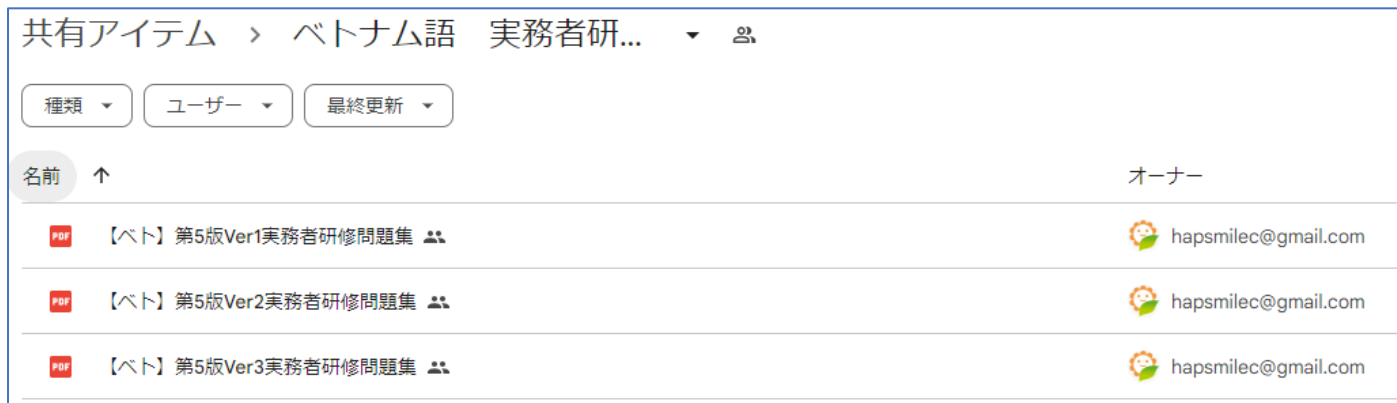 共有アイテム > ベトナム語 実務者研...
種類 ユーザー 最終更新
名前 オーナー
PDF 【ベト】第5版Ver1実務者研修問題集 hapsmilec@gmail.com
PDF 【ベト】第5版Ver2実務者研修問題集 hapsmilec@gmail.com
PDF 【ベト】第5版Ver3実務者研修問題集 hapsmilec@gmail.com